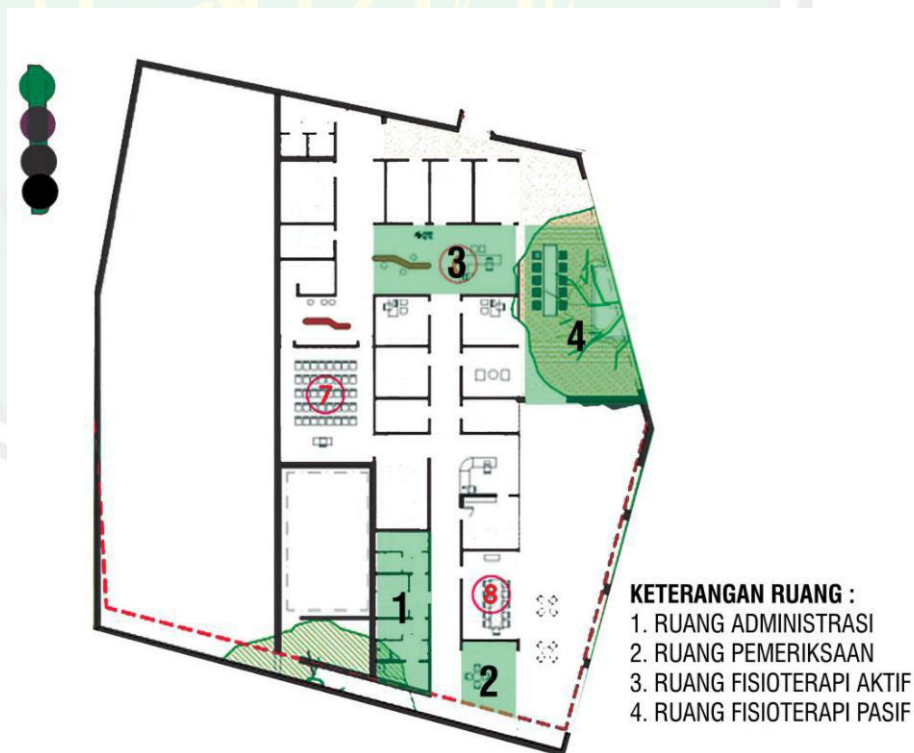 3
4
7
1
8
2
KETERANGAN RUANG :
1. RUANG ADMINISTRASI
2. RUANG PEMERIKSAAN
3. RUANG FISIOTERAPI AKTIF
4. RUANG FISIOTERAPI PASIF